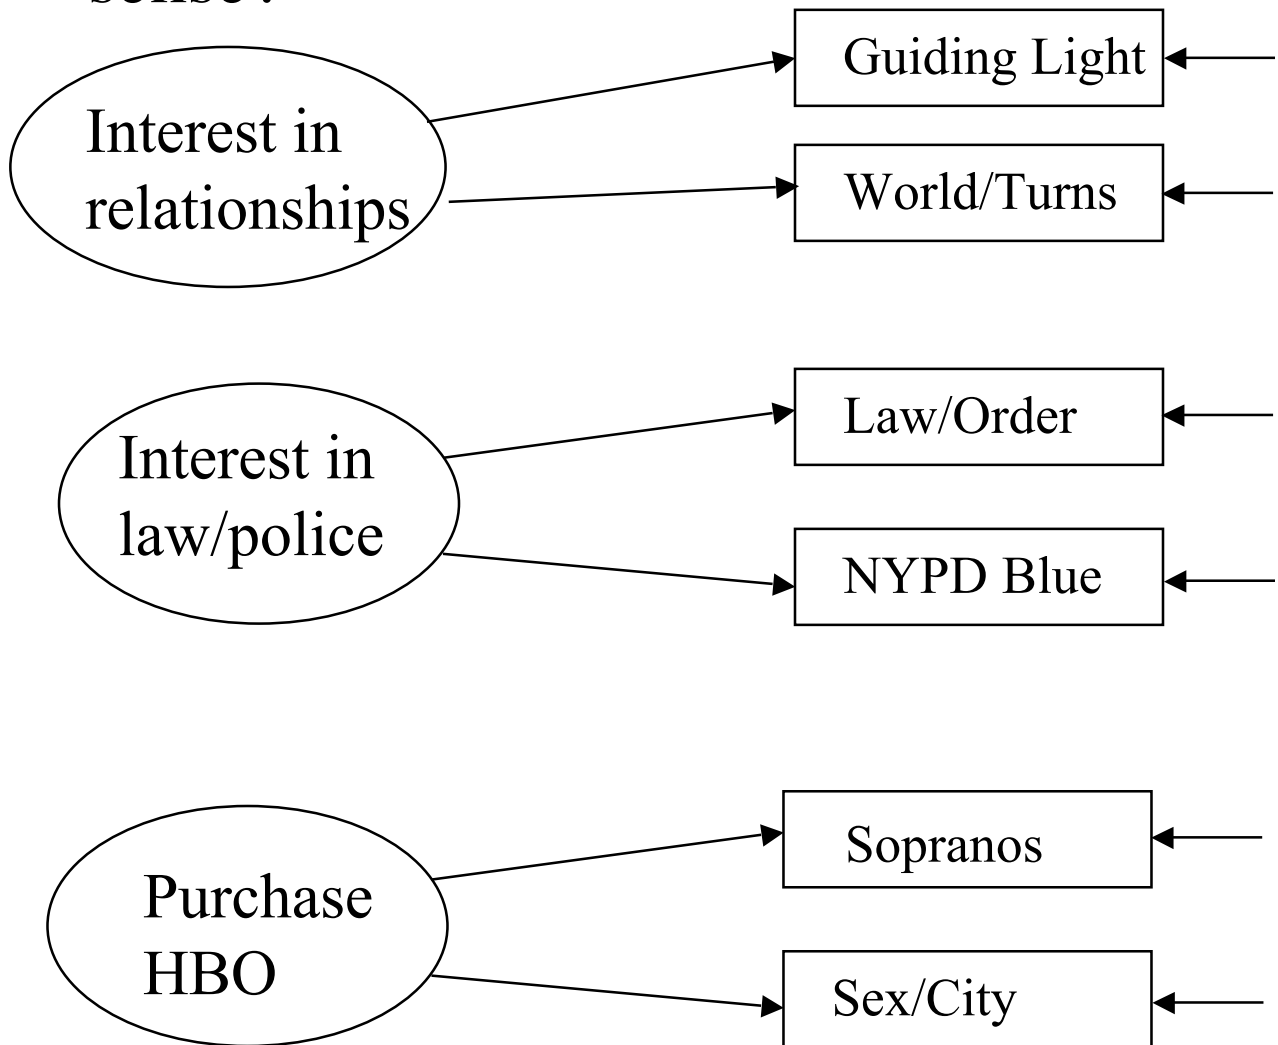 sense?
Guiding Light
Interest in
relationships
World/Turns
Interest in
law/police
Law/Order
NYPD Blue
Purchase
HBO
Sopranos
Sex/City